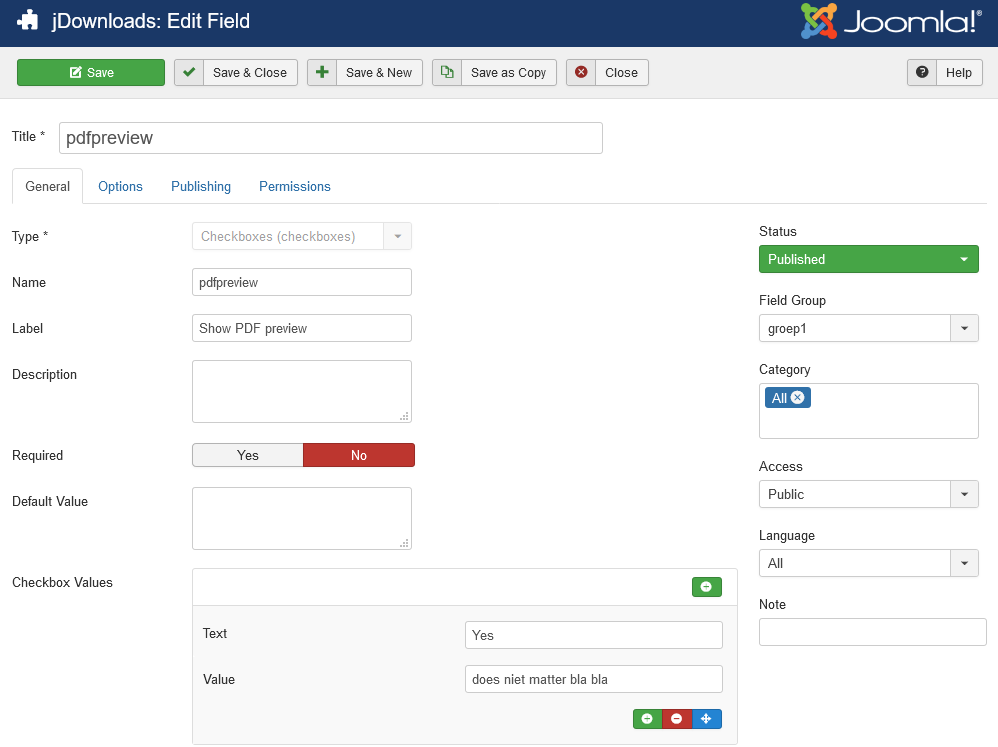 jDownloads: Edit Field
Joomla!®
Save
Save & Close
Save & New
Save as Copy
Close
Help
Title *
pdfpreview
General
Options
Publishing
Permissions
Type *
Checkboxes (checkboxes)
Name
pdfpreview
Label
Show PDF preview
Description
Required
Yes
No
Default Value
Checkbox Values
Text
Yes
Value
does niet matter bla bla
Status
Published
Field Group
groep1
Category
All
Access
Public
Language
All
Note